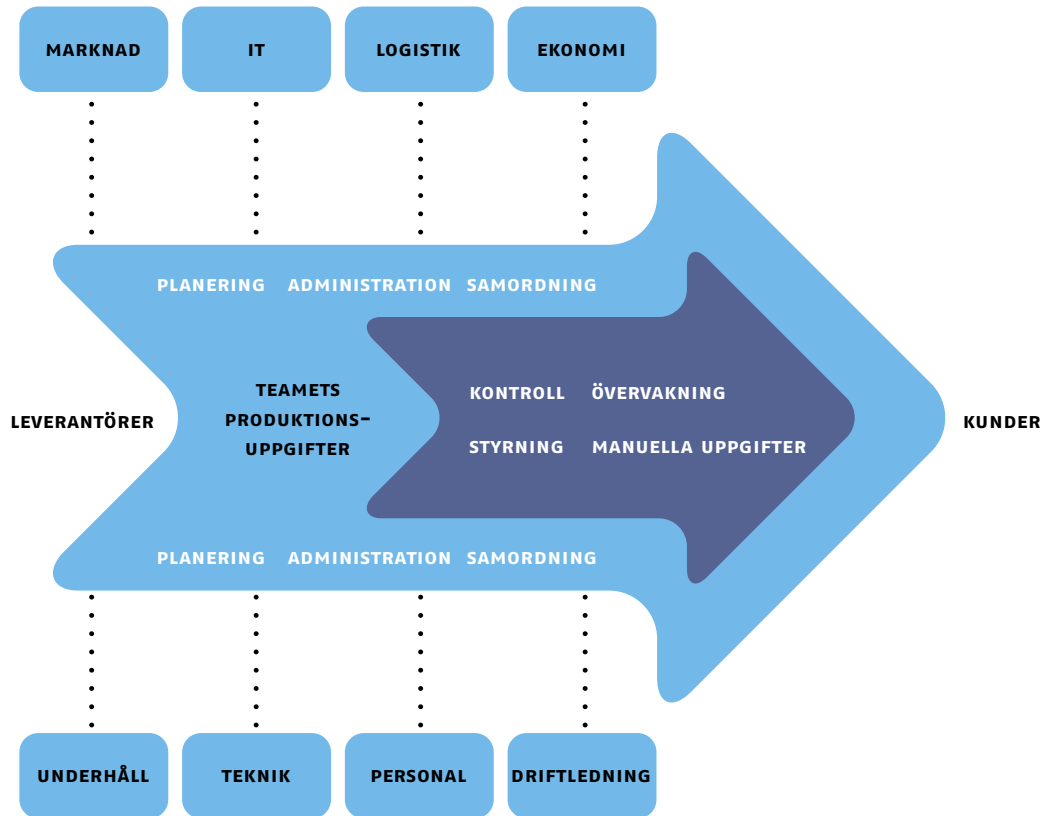 MARKNAD IT LOGISTIK EKONOMI
PLANERING ADMINISTRATION SAMORDNING
TEAMETS
PRODUKTIONS–
UPPGIFTER
KONTROLL ÖVERVAKNING
STYRNING MANUELLA UPPGIFTER
LEVERANTÖRER
KUNDER
PLANERING ADMINISTRATION SAMORDNING
UNDERHÅLL TEKNIK PERSONAL DRIFTLEDNING